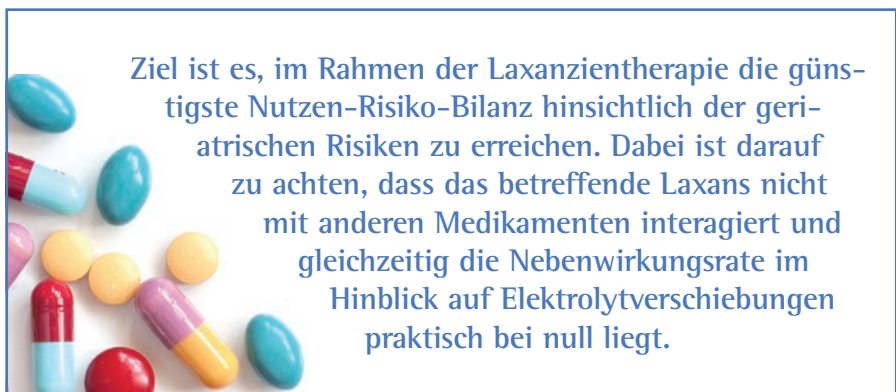 Ziel ist es, im Rahmen der Laxanzientherapie die güns-
tigste Nutzen-Risiko-Bilanz hinsichtlich der geri-
atrischen Risiken zu erreichen. Dabei ist darauf
zu achten, dass das betreffende Laxans nicht
mit anderen Medikamenten interagiert und
gleichzeitig die Nebenwirkungsrate im
Hinblick auf Elektrolytverschiebungen
praktisch bei null liegt.